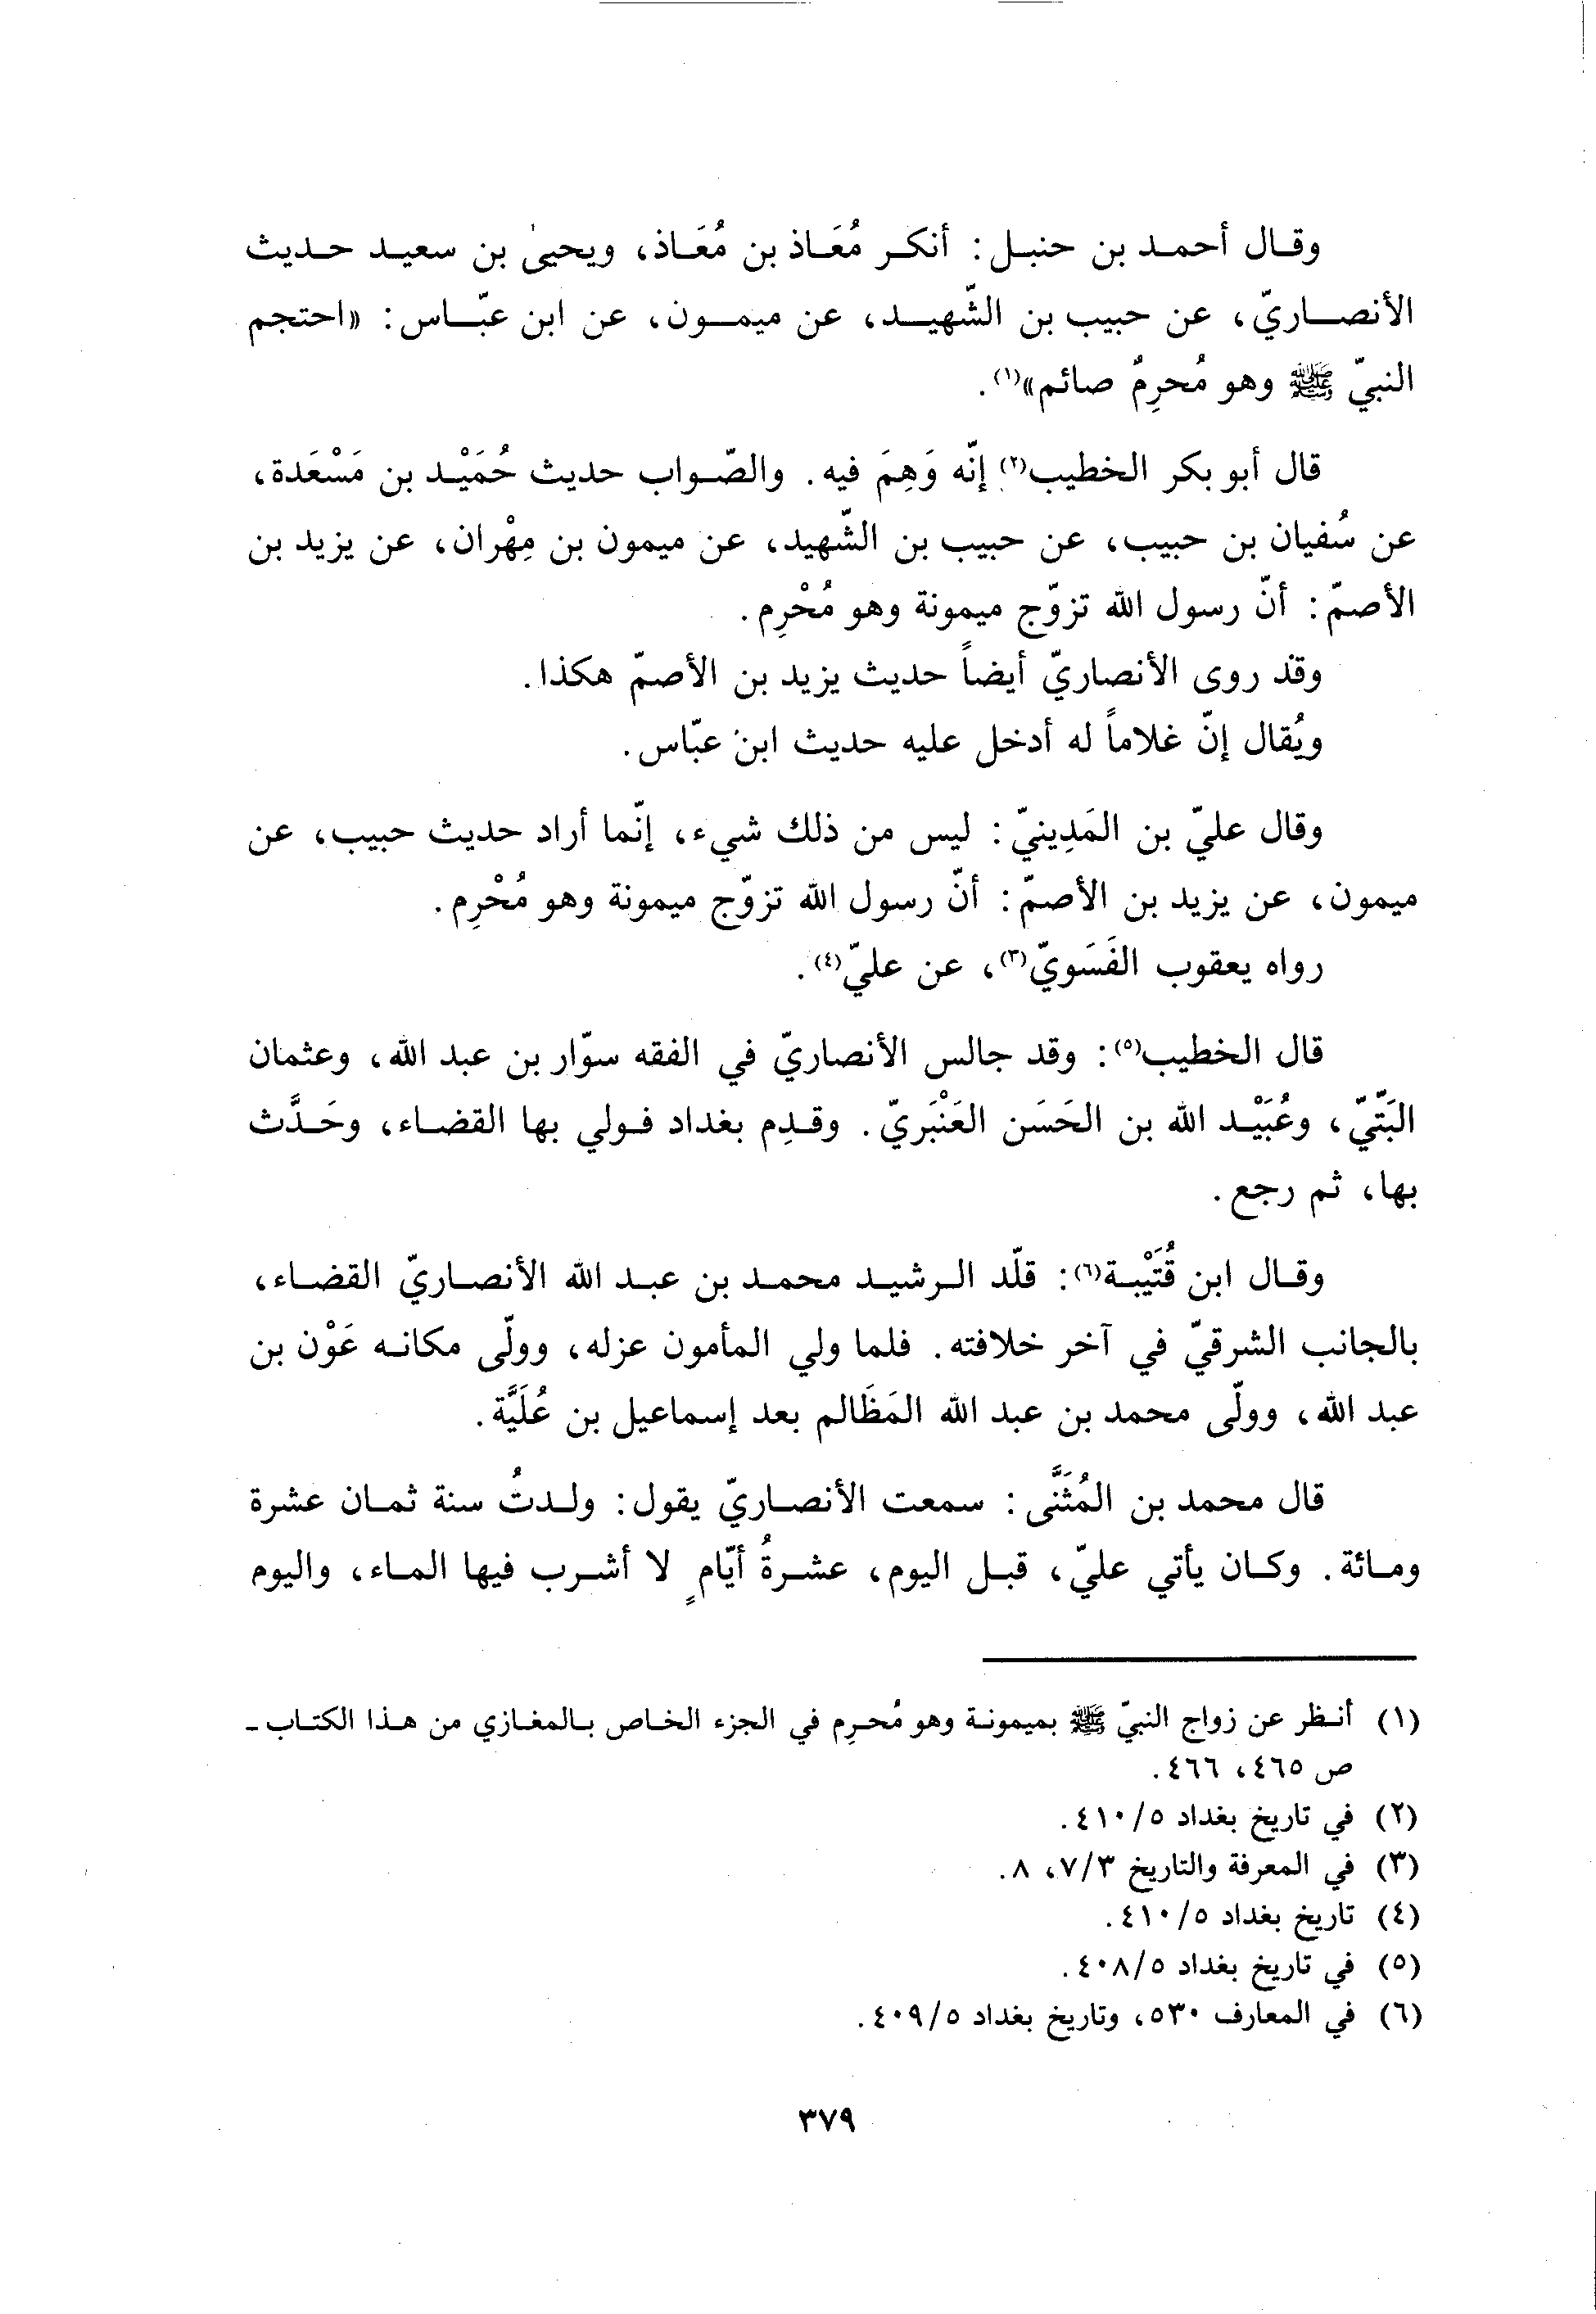 وقال أحمد بن حنبل: أنكر مُعَاذ بن مُعَاذ، ويحيىٰ بن سعيد حديث
الأنصاريّ، عن حبيب بن الشّهيد، عن ميمون، عن ابن عبّاس: «احتجم
النبيّ ﷺ وهو مُحرِمٌ صائم»(١).
قال أبو بكر الخطيب(٢) إنّه وَهِمَ فيه. والصّواب حديث حُمَيْد بن مَسْعَدة،
عن سُفيان بن حبيب، عن حبيب بن الشّهيد، عن ميمون بن مِهْران، عن يزيد بن
الأصمّ: أنّ رسول الله تزوّج ميمونة وهو مُحْرِم.
وقد روى الأنصاريّ أيضاً حديث يزيد بن الأصمّ هكذا.
ويُقال إنّ غلاماً له أدخل عليه حديث ابن عبّاس.
وقال عليّ بن المَدِينيّ: ليس من ذلك شيء، إنّما أراد حديث حبيب، عن
ميمون، عن يزيد بن الأصمّ: أنّ رسول الله تزوّج ميمونة وهو مُحْرِم.
رواه يعقوب الفَسَويّ(٣)، عن عليّ(٤).
قال الخطيب(٥): وقد جالس الأنصاريّ في الفقه سوّار بن عبد الله، وعثمان
البَتّيّ، وعُبَيْد الله بن الحَسَن العَنْبَريّ. وقدِم بغداد فولي بها القضاء، وحَدَّث
بها، ثم رجع.
وقال ابن قُتَيْبة(٦): قلّد الرشيد محمد بن عبد الله الأنصاريّ القضاء،
بالجانب الشرقيّ في آخر خلافته. فلما ولي المأمون عزله، وولّى مكانه عَوْن بن
عبد الله، وولّى محمد بن عبد الله المَظَالم بعد إسماعيل بن عُلَيَّة.
قال محمد بن المُثَنَّى: سمعت الأنصاريّ يقول: ولدتُ سنة ثمان عشرة
ومائة. وكان يأتي عليّ، قبل اليوم، عشرةُ أيّامٍ لا أشرب فيها الماء، واليوم
(١) أنظر عن زواج النبيّ ﷺ بميمونة وهو مُحرِم في الجزء الخاص بالمغازي من هذا الكتاب ـ
ص ٤٦٥، ٤٦٦.
(٢) في تاريخ بغداد ٤١٠/٥.
(٣) في المعرفة والتاريخ ٧/٣، ٨.
(٤) تاريخ بغداد ٤١٠/٥.
(٥) في تاريخ بغداد ٤٠٨/٥.
(٦) في المعارف ٥٣٠، وتاريخ بغداد ٤٠٩/٥.
٣٧٩